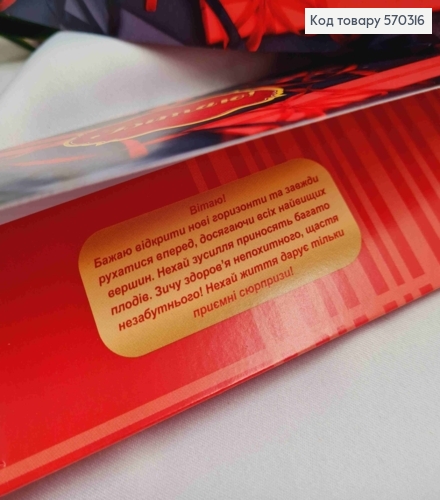 Код товару 570316
Вітаю!
Вітаю!
Бажаю відкрити нові горизонти та завжди
рухатися вперед, досягаючи всіх найвищих
вершин. Нехай зусилля приносять багато
плодів. Зичу здоров'я непохитного, щастя
незабутнього! Нехай життя дарує тільки
приємні сюрпризи!